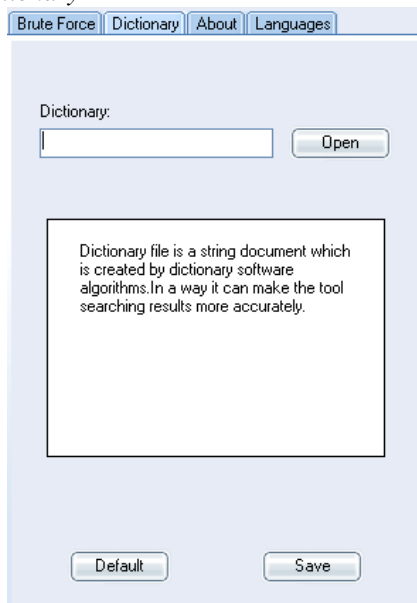 Brute Force Dictionary About Languages
Dictionary:
Open
Dictionary file is a string document which
is created by dictionary software
algorithms.In a way it can make the tool
searching results more accurately.
Default Save